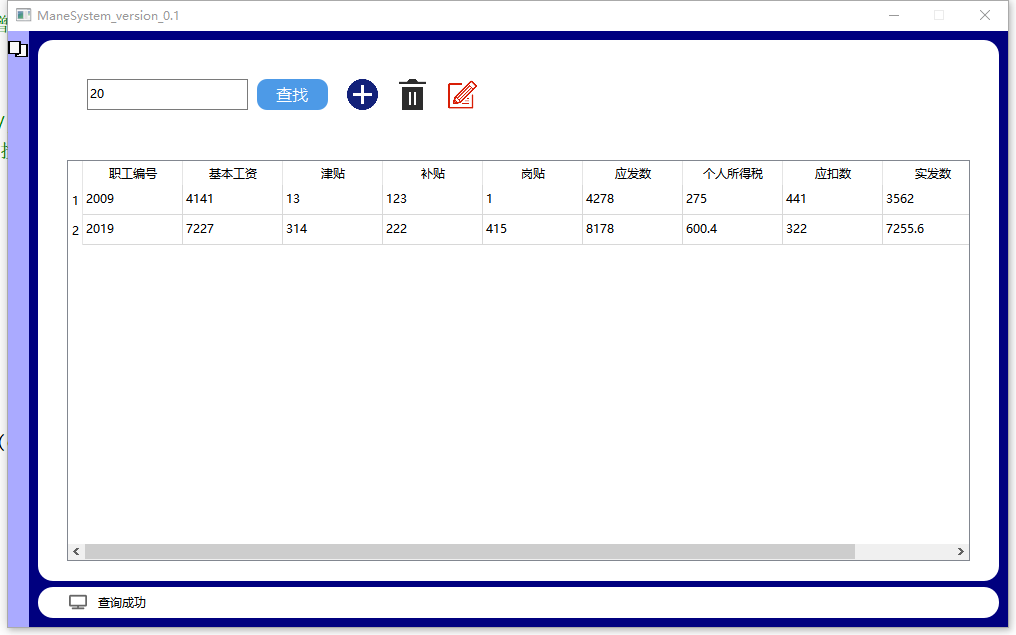 ManeSystem_version_0.1
20 查找
职工编号 基本工资 津贴 补贴 岗贴 应发数 个人所得税 应扣数 实发数
1 2009 4141 13 123 1 4278 275 441 3562
2 2019 7227 314 222 415 8178 600.4 322 7255.6
查询成功